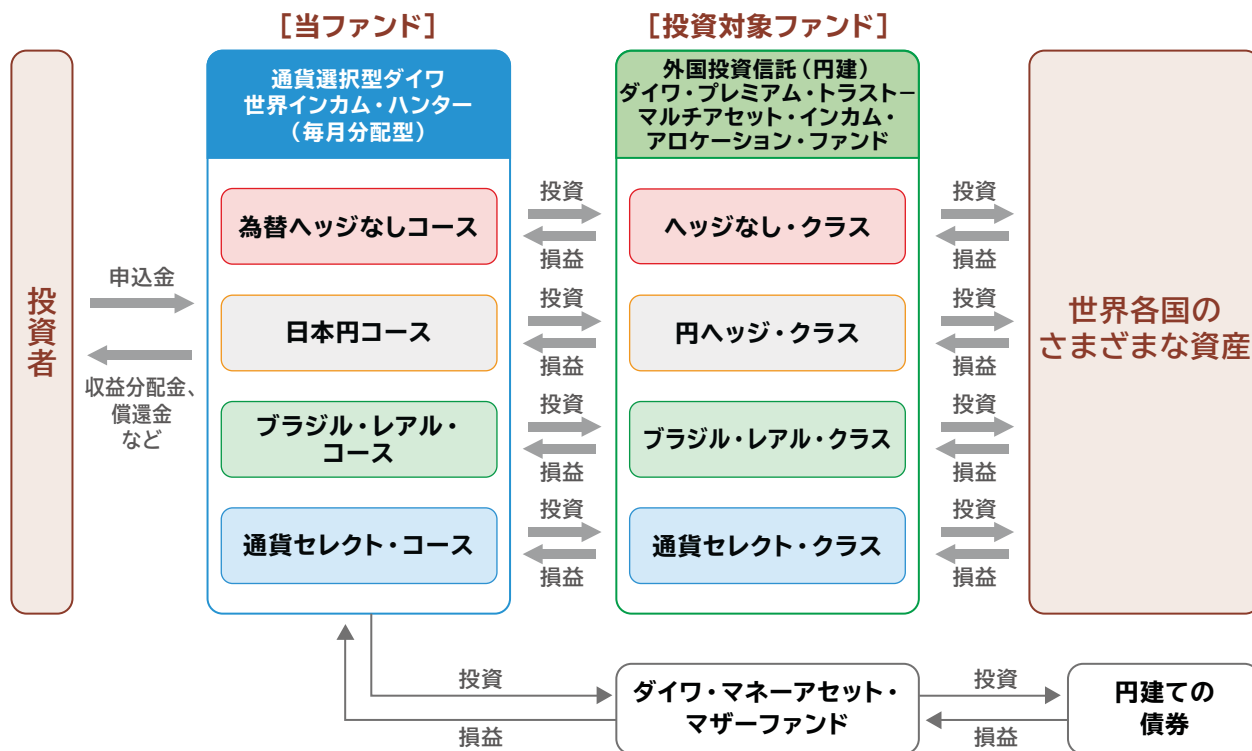 [当ファンド]
[投資対象ファンド]
投資者
申込金
収益分配金、
償還金
など
通貨選択型ダイワ
世界インカム・ハンター
(毎月分配型)
外国投資信託(円建)
ダイワ・プレミアム・トラスト-
マルチアセット・インカム・
アロケーション・ファンド
為替ヘッジなしコース
投資
損益
ヘッジなし・クラス
投資
損益
日本円コース
投資
損益
円ヘッジ・クラス
投資
損益
ブラジル・レアル・
コース
投資
損益
ブラジル・レアル・クラス
投資
損益
通貨セレクト・コース
投資
損益
通貨セレクト・クラス
投資
損益
世界各国の
さまざまな資産
投資
損益
ダイワ・マネーアセット・
マザーファンド
投資
損益
円建ての
債券